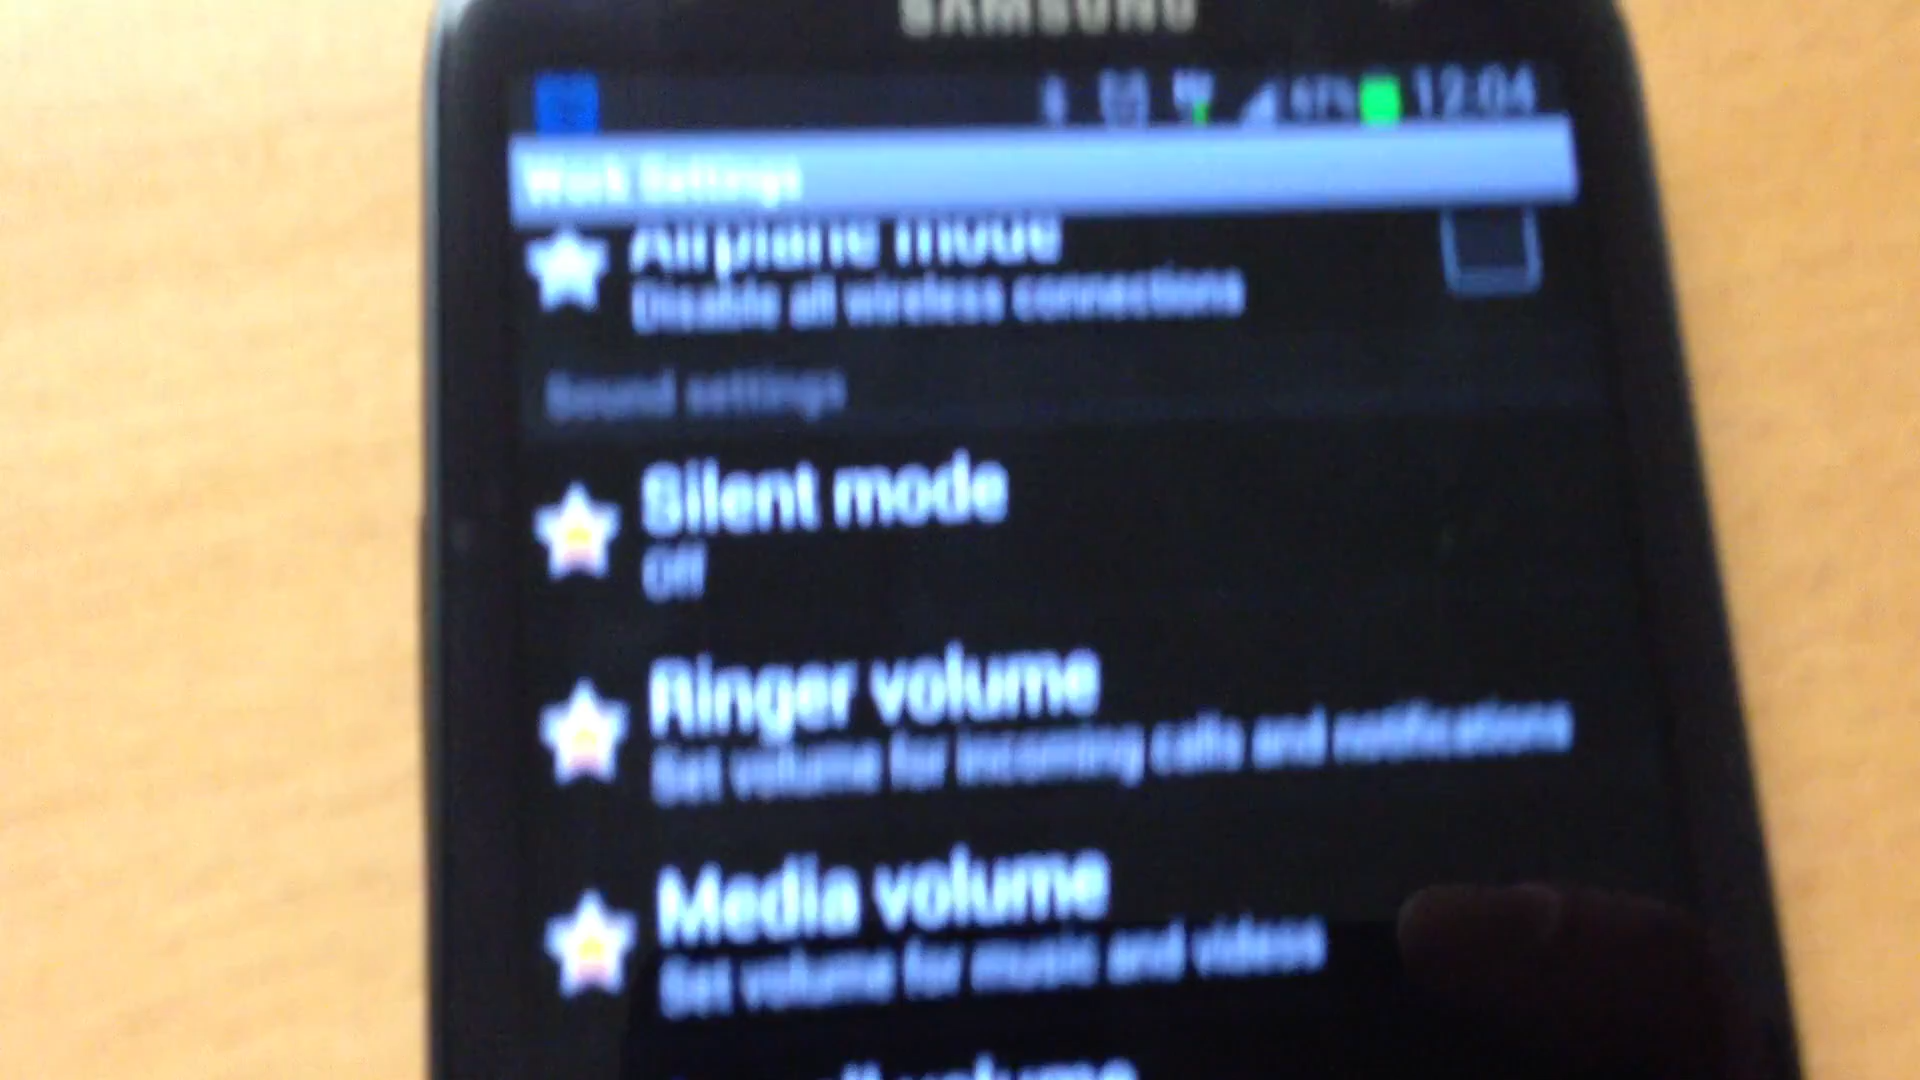 SAMSUNG
12:04
Work Settings
Airplane mode
Disable all wireless connections
Sound settings
Silent mode
Off
Ringer volume
Set volume for incoming calls and notifications
Media volume
Set volume for music and videos
volume